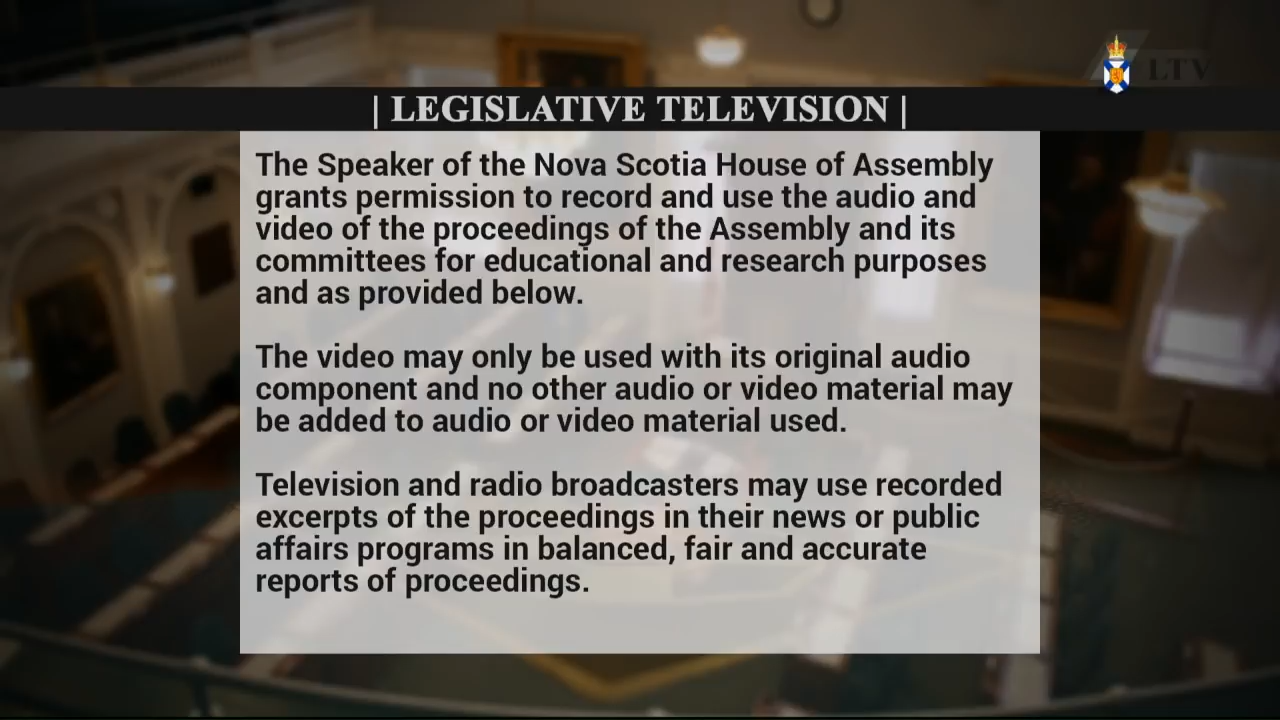 LTV
| LEGISLATIVE TELEVISION |
The Speaker of the Nova Scotia House of Assembly
grants permission to record and use the audio and
video of the proceedings of the Assembly and its
committees for educational and research purposes
and as provided below.
The video may only be used with its original audio
component and no other audio or video material may
be added to audio or video material used.
Television and radio broadcasters may use recorded
excerpts of the proceedings in their news or public
affairs programs in balanced, fair and accurate
reports of proceedings.